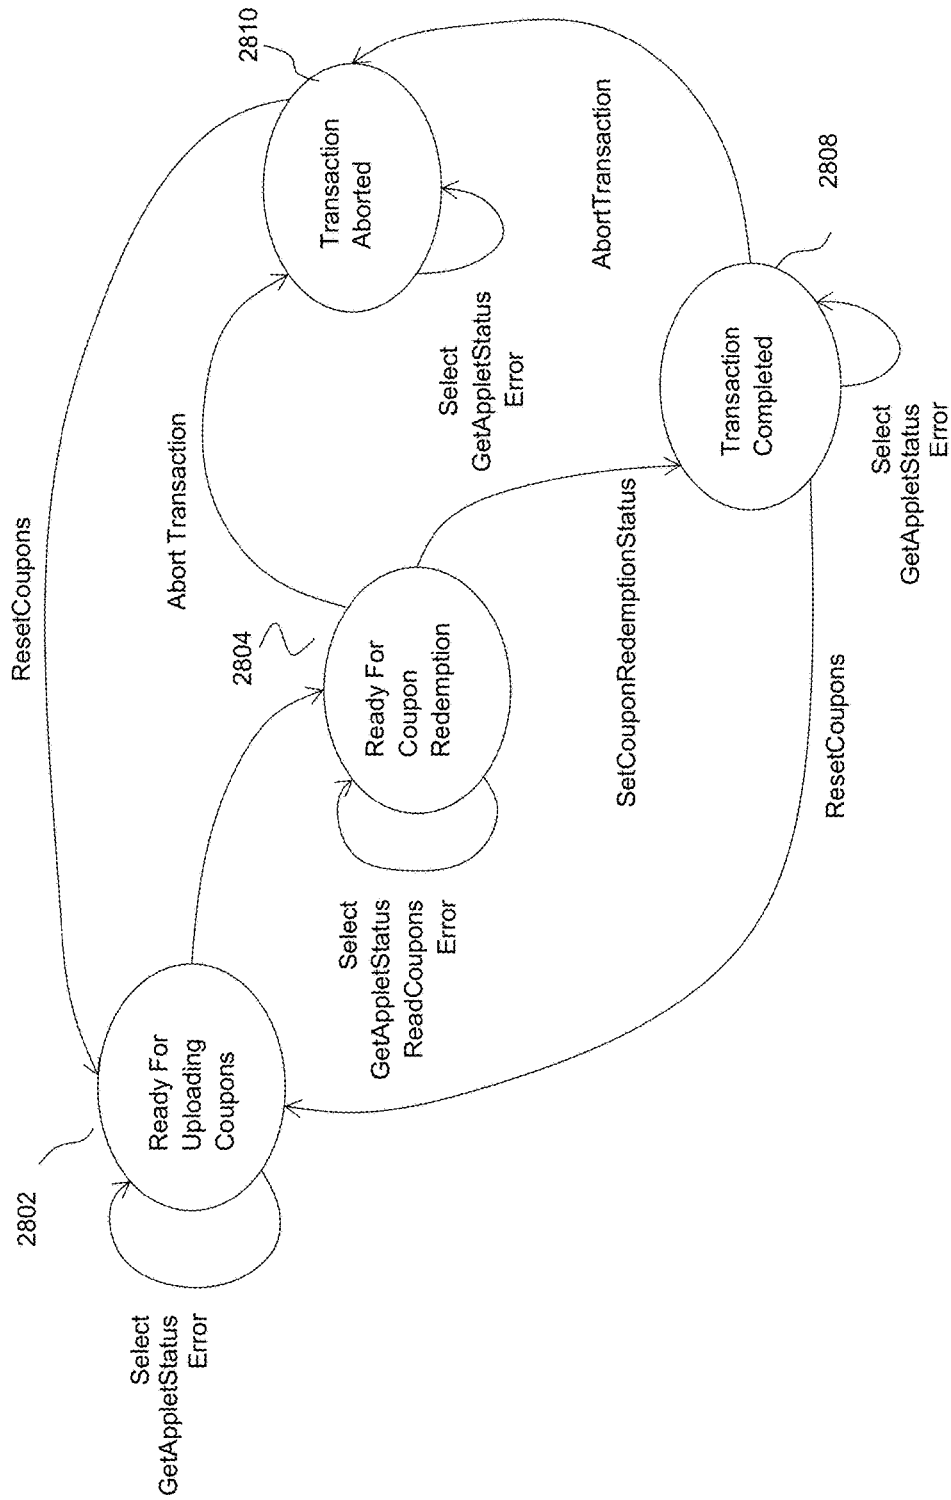 2810
Transaction
Aborted
ResetCoupons
Abort Transaction
Select
GetAppletStatus
Error
AbortTransaction
2808
Transaction
Completed
Select
GetAppletStatus
Error
2804
Ready For
Coupon
Redemption
SetCouponRedemptionStatus
ResetCoupons
Select
GetAppletStatus
ReadCoupons
Error
2802
Ready For
Uploading
Coupons
Select
GetAppletStatus
Error